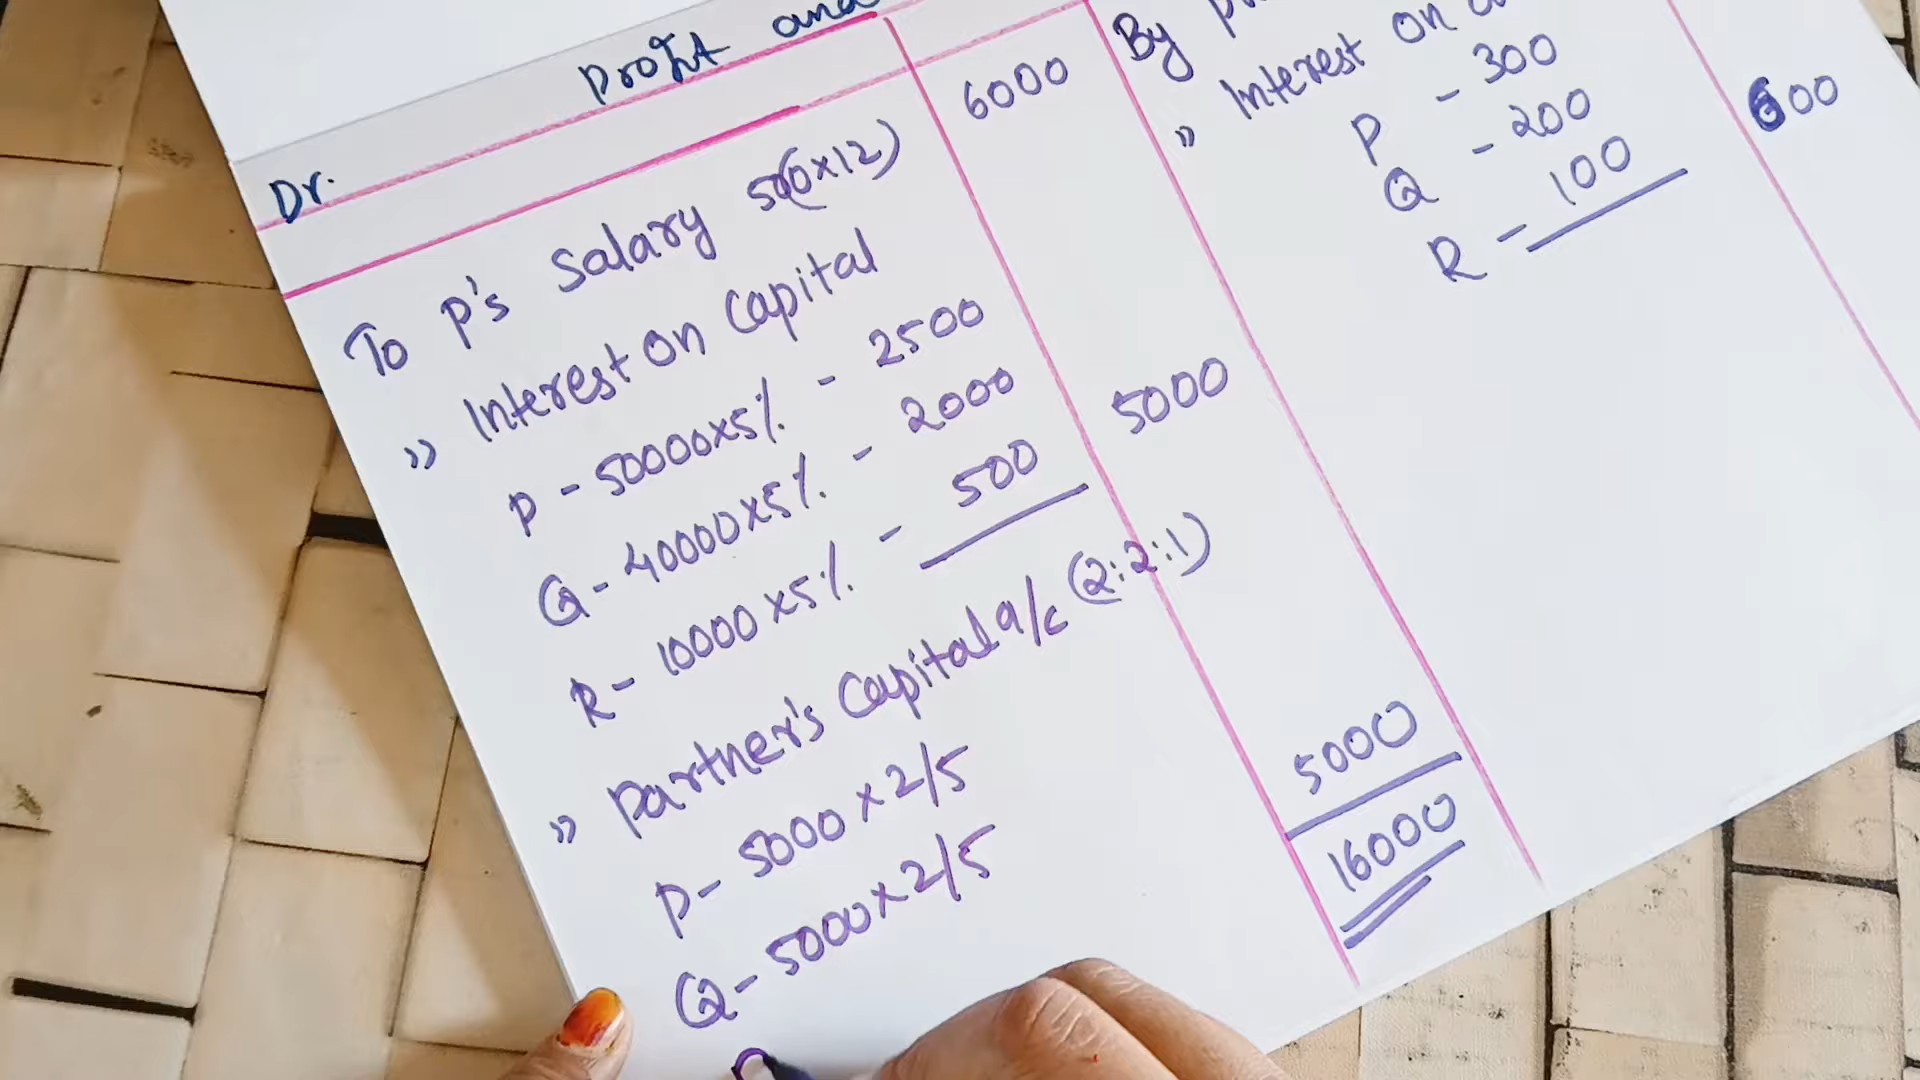 Profit and
Dr.
To P's Salary 500(×12) 6000
" Interest on Capital
P - 50000×5% - 2500
Q - 40000×5% - 2000
R - 10000×5% - 500 5000
" Partner's Capital a/c (2:2:1)
P - 5000 × 2/5
Q - 5000 × 2/5
5000
16000
By
" Interest on
P - 300
Q - 200
R - 100 600